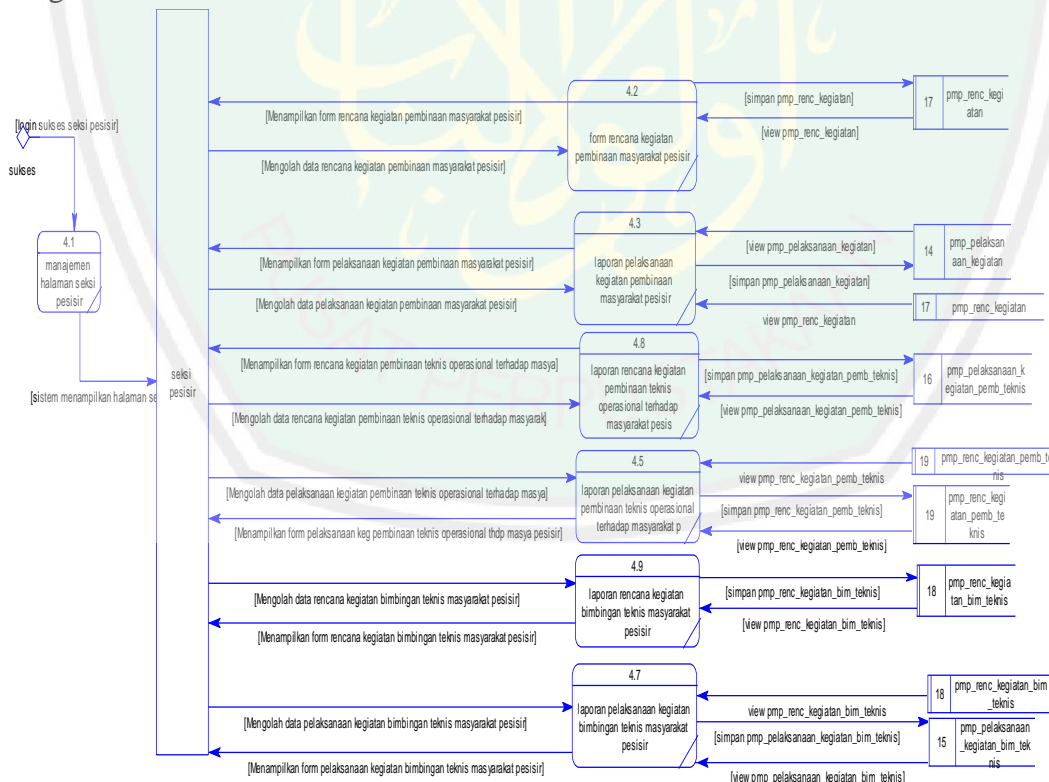 [login sukses seksi pesisir]
sukses
4.1
manajemen
halaman seksi
pesisir
[sistem menampilkan halaman se
seksi
pesisir
[Menampilkan form rencana kegiatan pembinaan masyarakat pesisir]
[Mengolah data rencana kegiatan pembinaan masyarakat pesisir]
4.2
form rencana kegiatan
pembinaan masyarakat pesisir
[simpan pmp_renc_kegiatan]
[view pmp_renc_kegiatan]
17
pmp_renc_kegi
atan
[Menampilkan form pelaksanaan kegiatan pembinaan masyarakat pesisir]
[Mengolah data pelaksanaan kegiatan pembinaan masyarakat pesisir]
4.3
laporan pelaksanaan
kegiatan pembinaan
masyarakat pesisir
[view pmp_pelaksanaan_kegiatan]
[simpan pmp_pelaksanaan_kegiatan]
view pmp_renc_kegiatan
14
pmp_pelaksan
aan_kegiatan
17
pmp_renc_kegiatan
[Menampilkan form rencana kegiatan pembinaan teknis operasional terhadap masya]
[Mengolah data rencana kegiatan pembinaan teknis operasional terhadap masyarak]
4.8
laporan rencana kegiatan
pembinaan teknis
operasional terhadap
masyarakat pesis
[simpan pmp_pelaksanaan_kegiatan_pemb_teknis]
[view pmp_pelaksanaan_kegiatan_pemb_teknis]
16
pmp_pelaksanaan_k
egiatan_pemb_teknis
[Mengolah data pelaksanaan kegiatan pembinaan teknis operasional terhadap masya]
[Menampilkan form pelaksanaan keg pembinaan teknis operasional thdp masya pesisir]
4.5
laporan pelaksanaan kegiatan
pembinaan teknis operasional
terhadap masyarakat p
view pmp_renc_kegiatan_pemb_teknis
[simpan pmp_renc_kegiatan_pemb_teknis]
[view pmp_renc_kegiatan_pemb_teknis]
19
pmp_renc_kegiatan_pemb_te
nis
19
pmp_renc_kegi
atan_pemb_te
knis
[Mengolah data rencana kegiatan bimbingan teknis masyarakat pesisir]
[Menampilkan form rencana kegiatan bimbingan teknis masyarakat pesisir]
4.9
laporan rencana kegiatan
bimbingan teknis masyarakat
pesisir
[simpan pmp_renc_kegiatan_bim_teknis]
[view pmp_renc_kegiatan_bim_teknis]
18
pmp_renc_kegia
tan_bim_teknis
[Mengolah data pelaksanaan kegiatan bimbingan teknis masyarakat pesisir]
[Menampilkan form pelaksanaan kegiatan bimbingan teknis masyarakat pesisir]
4.7
laporan pelaksanaan kegiatan
bimbingan teknis masyarakat
pesisir
view pmp_renc_kegiatan_bim_teknis
[simpan pmp_pelaksanaan_kegiatan_bim_teknis]
[view pmp_pelaksanaan_kegiatan_bim_teknis]
18
pmp_renc_kegiatan_bim
_teknis
15
pmp_pelaksanaan
_kegiatan_bim_tek
nis